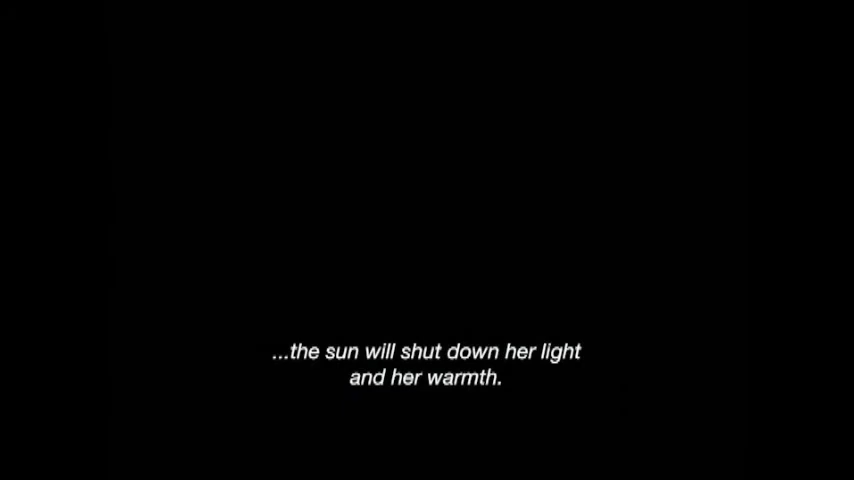 ...the sun will shut down her light
and her warmth.